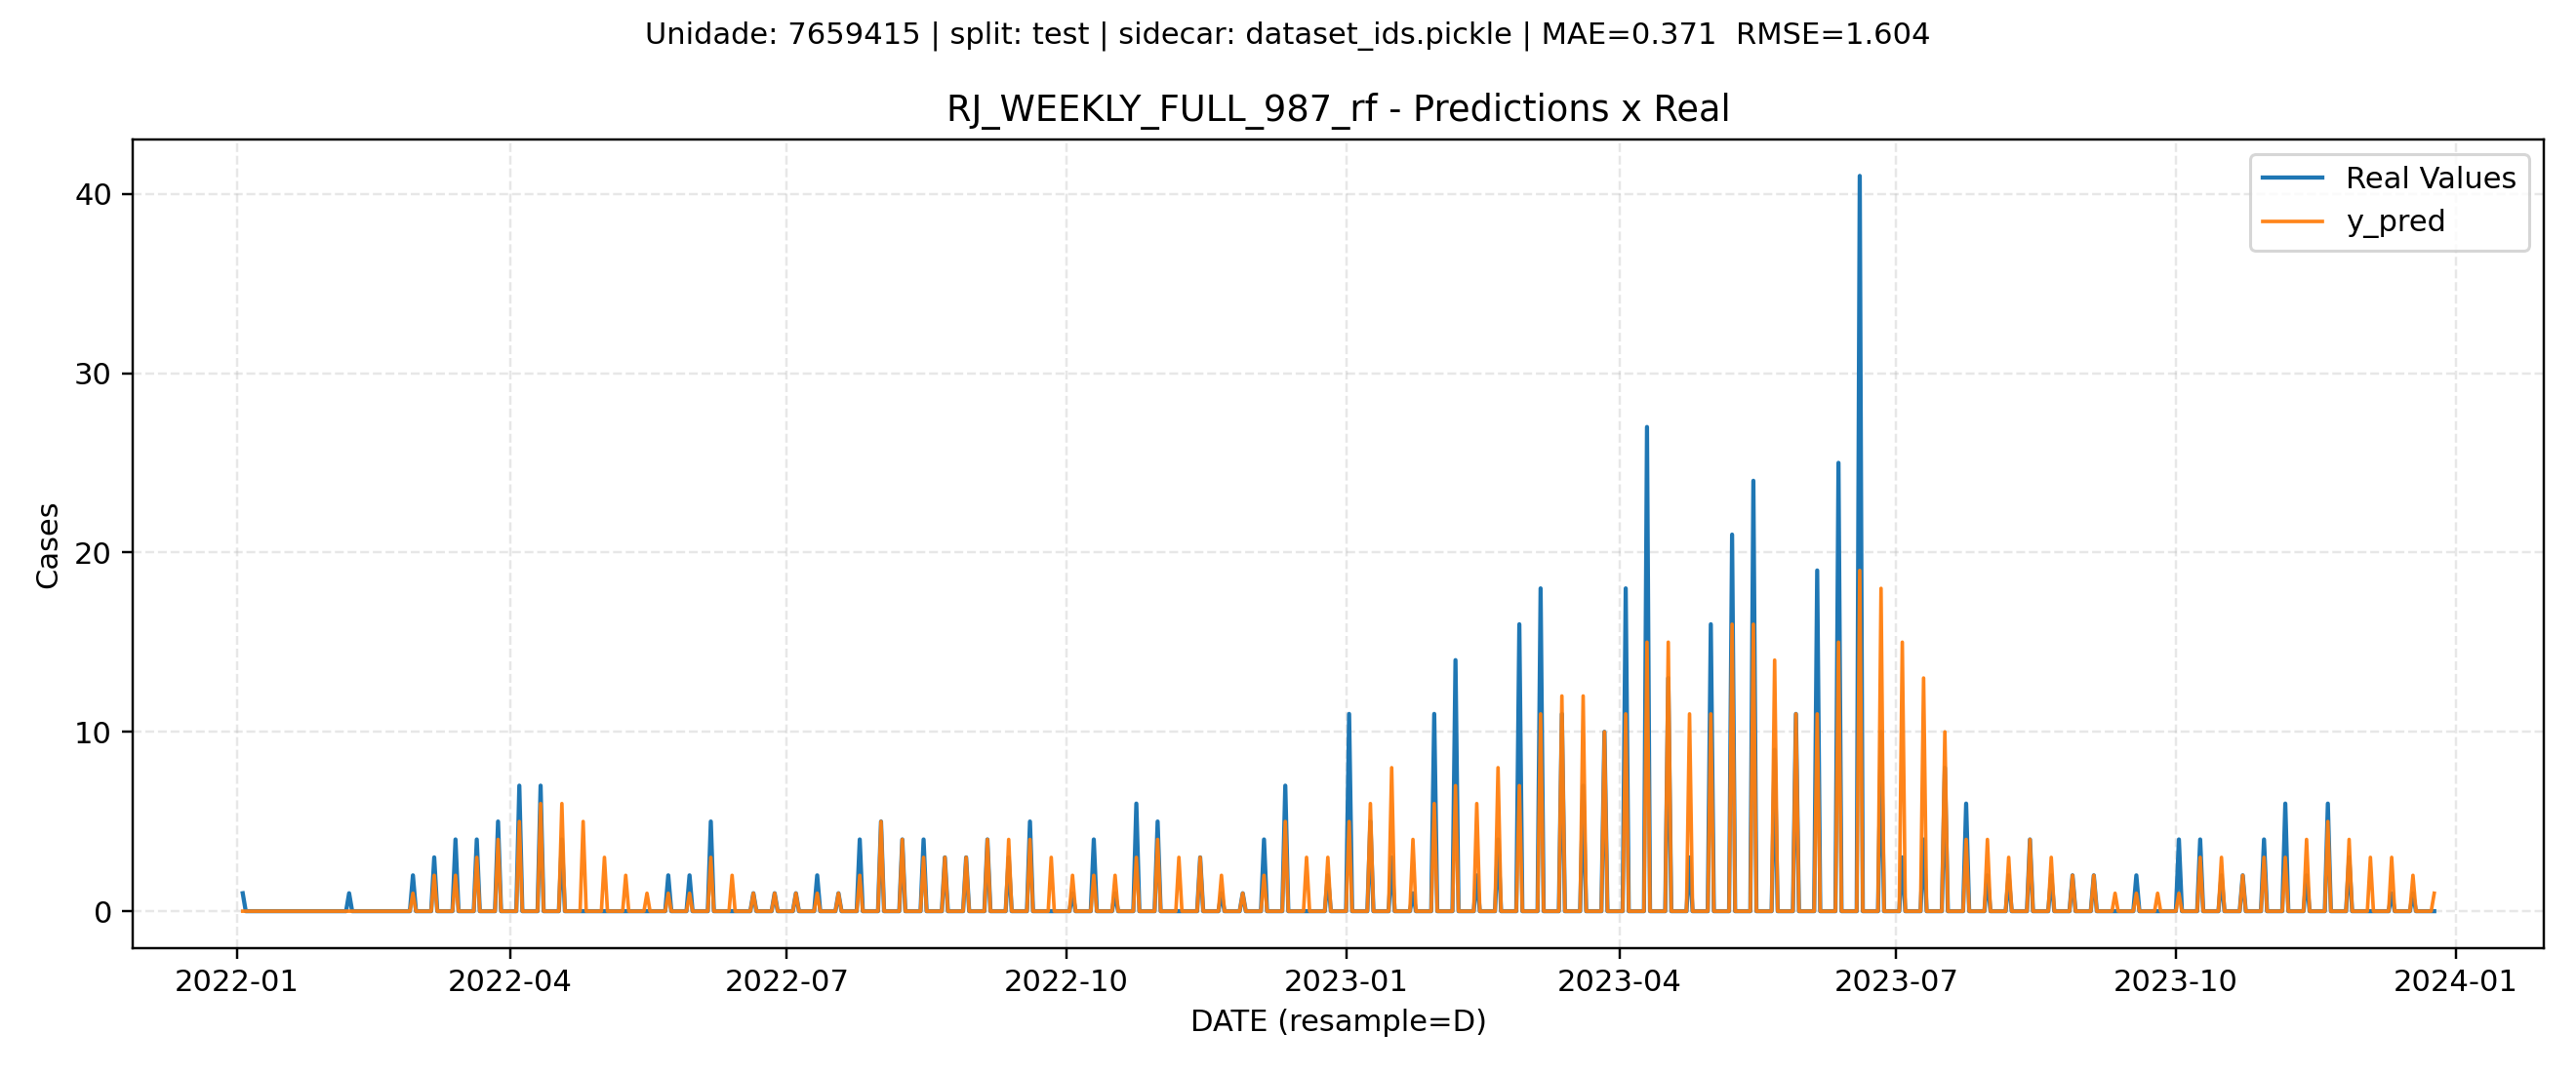 Unidade: 7659415 | split: test | sidecar: dataset_ids.pickle | MAE=0.371  RMSE=1.604
RJ_WEEKLY_FULL_987_rf - Predictions x Real
Real Values
y_pred
Cases
40
30
20
10
0
2022-01
2022-04
2022-07
2022-10
2023-01
2023-04
2023-07
2023-10
2024-01
DATE (resample=D)